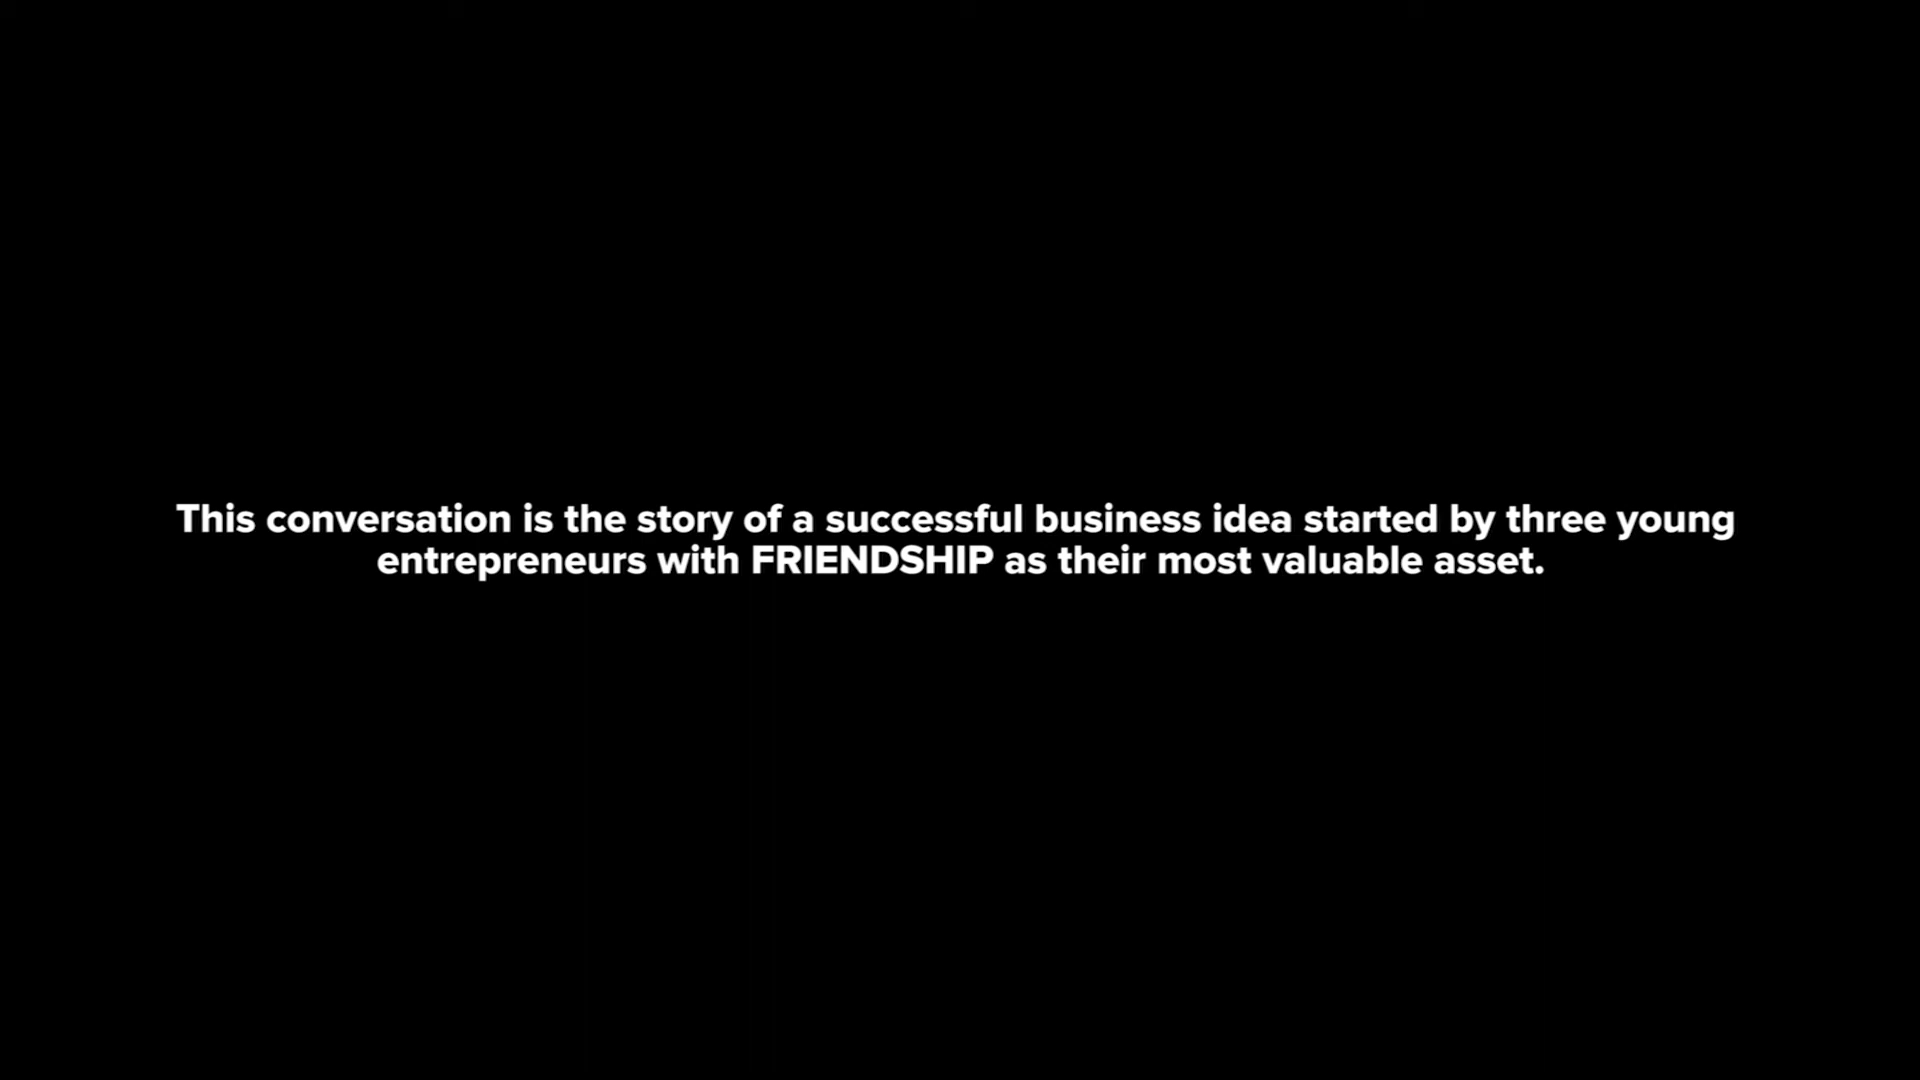 This conversation is the story of a successful business idea started by three young
entrepreneurs with FRIENDSHIP as their most valuable asset.